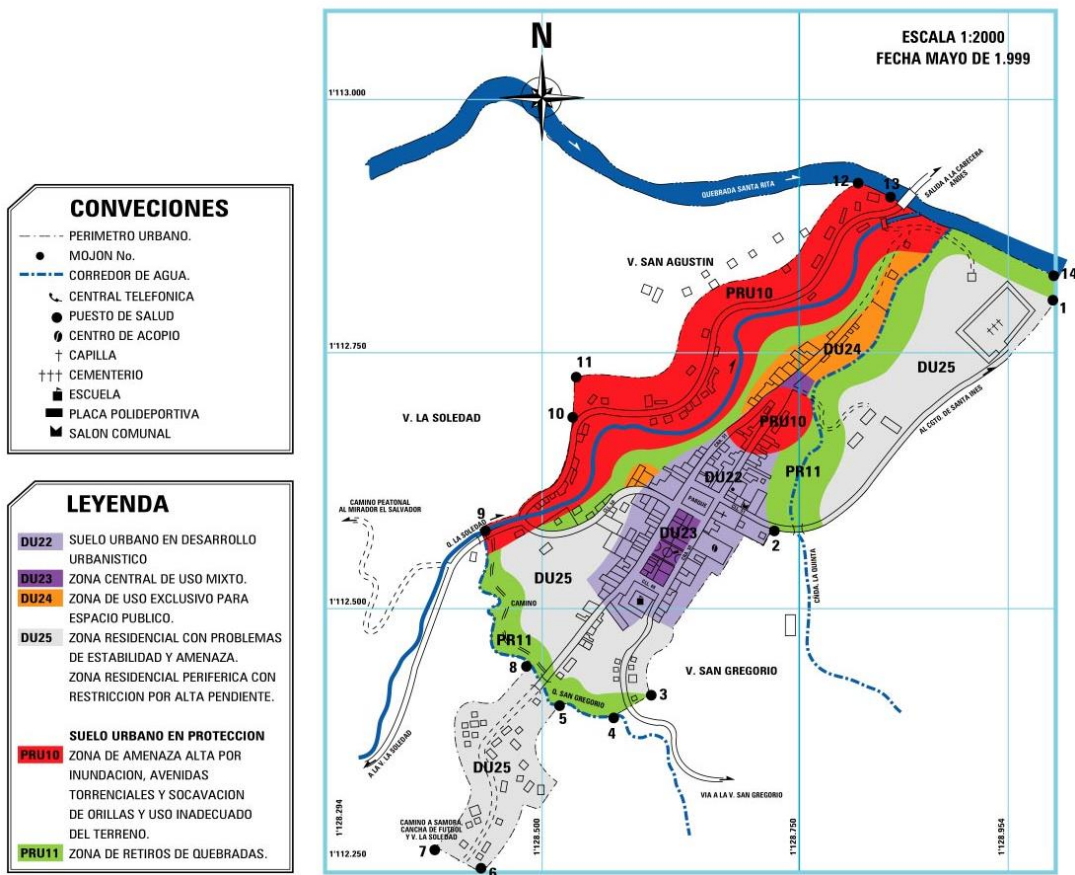 CONVECIONES
PERIMETRO URBANO.
MOJON No.
CORREDOR DE AGUA.
CENTRAL TELEFONICA
PUESTO DE SALUD
CENTRO DE ACOPIO
CAPILLA
CEMENTERIO
ESCUELA
PLACA POLIDEPORTIVA
SALON COMUNAL
LEYENDA
DU22 SUELO URBANO EN DESARROLLO
URBANISTICO
DU23 ZONA CENTRAL DE USO MIXTO.
DU24 ZONA DE USO EXCLUSIVO PARA
ESPACIO PUBLICO.
DU25 ZONA RESIDENCIAL CON PROBLEMAS
DE ESTABILIDAD Y AMENAZA.
ZONA RESIDENCIAL PERIFERICA CON
RESTRICCION POR ALTA PENDIENTE.
SUELO URBANO EN PROTECCION
PRU10 ZONA DE AMENAZA ALTA POR
INUNDACION, AVENIDAS
TORRENCIALES Y SOCAVACION
DE ORILLAS Y USO INADECUADO
DEL TERRENO.
PRU11 ZONA DE RETIROS DE QUEBRADAS.
N
ESCALA 1:2000
FECHA MAYO DE 1.999
1'113.000
QUEBRADA SANTA RITA
12
13
SALIDA A LA CABECERA
ANDES
V. SAN AGUSTIN
14
1
PRU10
1'112.750
DU24
DU25
11
10
V. LA SOLEDAD
AL CGTO. DE SANTA INES
PRU10
DU22
PR11
PARQUE
CAMINO PEATONAL
AL MIRADOR EL SALVADOR
9
Q. LA SOLEDAD
2
DU23
DU25
CAMINO
CÑDA. LA QUINTA
1'112.500
PR11
8
V. SAN GREGORIO
Q. SAN GREGORIO
3
5
4
A LA V. LA SOLEDAD
DU25
VIA A LA V. SAN GREGORIO
CAMINO A SAMORA,
CANCHA DE FUTBOL
Y V. LA SOLEDAD
7
6
1'112.250
1'128.294
1'128.500
1'128.750
1'128.954